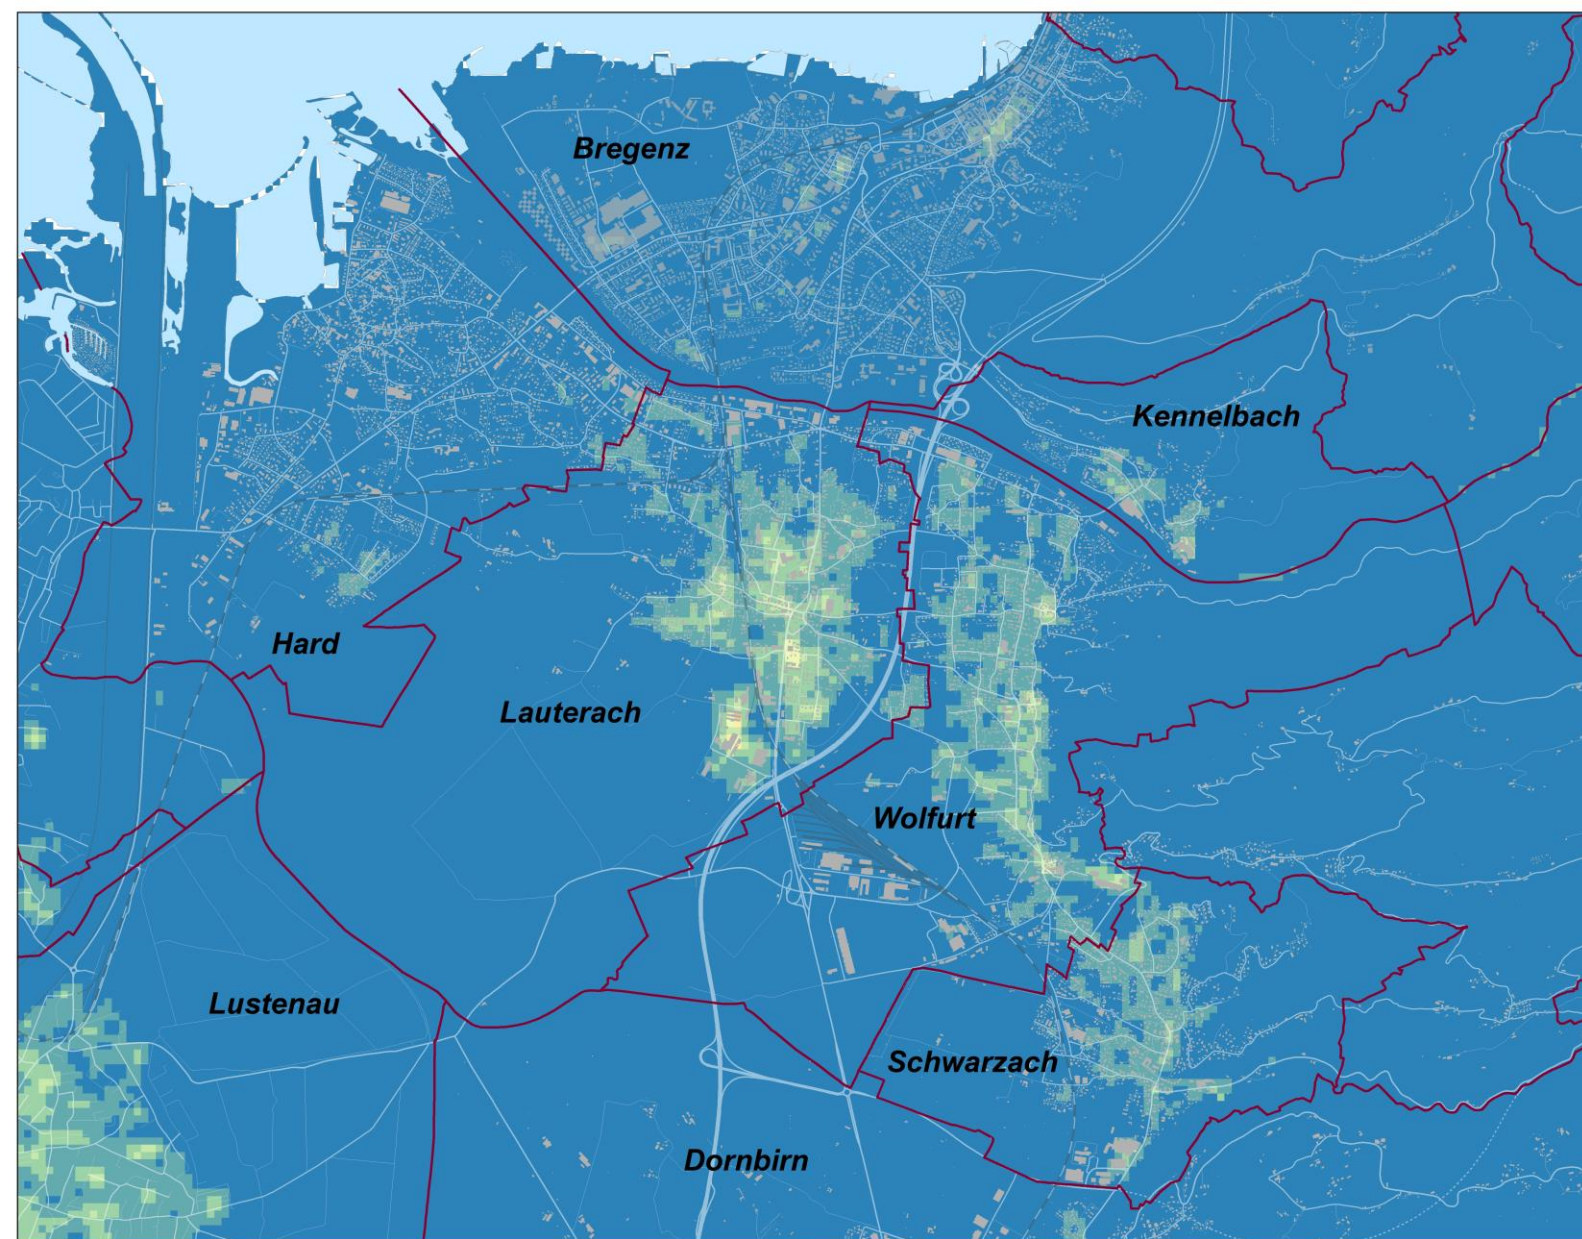 Bregenz
Kennelbach
Hard
Lauterach
Wolfurt
Lustenau
Schwarzach
Dornbirn